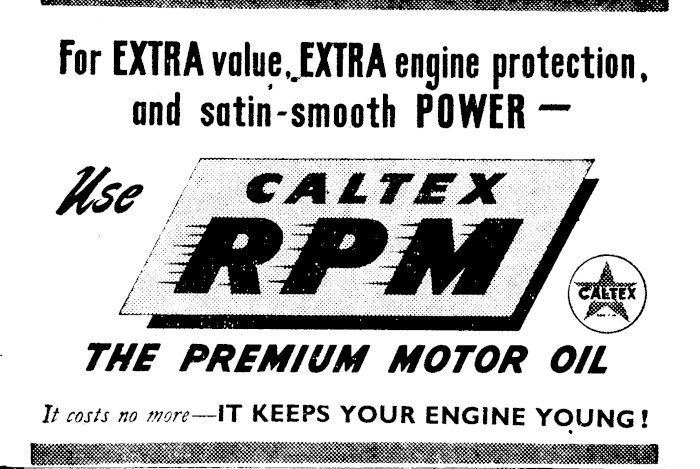 For EXTRA value, EXTRA engine protection,
and satin-smooth POWER —
Use
CALTEX
RPM
CALTEX
THE PREMIUM MOTOR OIL
It costs no more—IT KEEPS YOUR ENGINE YOUNG!